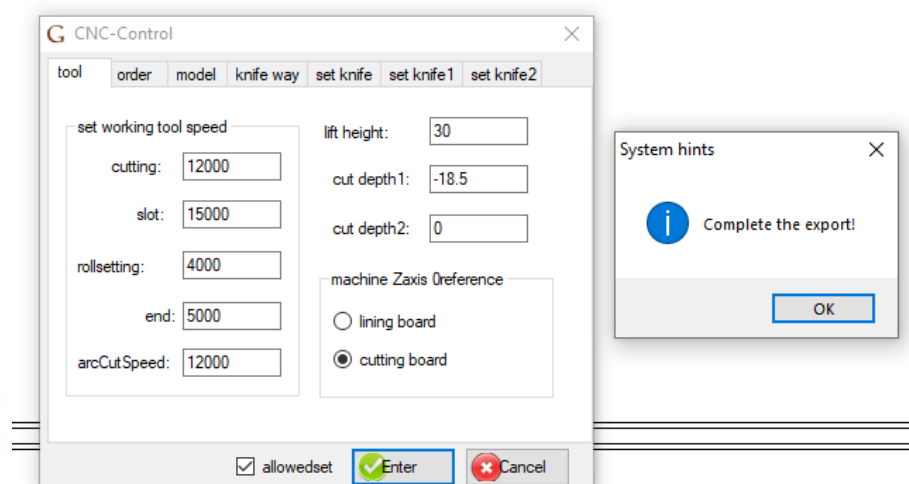 G CNC-Control
tool order model knife way set knife set knife1 set knife2
set working tool speed
cutting: 12000
slot: 15000
rollsetting: 4000
end: 5000
arcCutSpeed: 12000
lift height: 30
cut depth1: -18.5
cut depth2: 0
machine Zaxis 0reference
lining board
cutting board
allowedset Enter Cancel
System hints
Complete the export!
OK